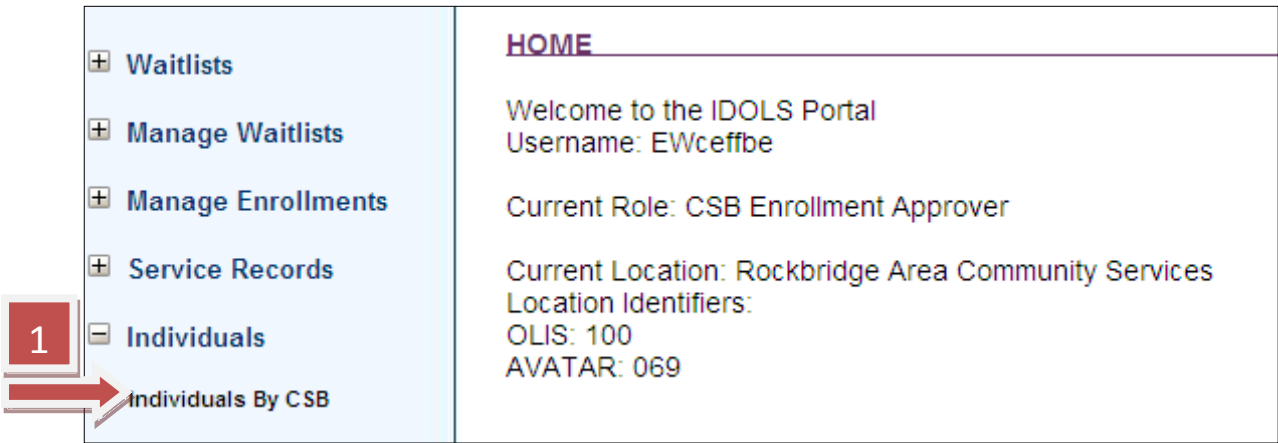 Waitlists
Manage Waitlists
Manage Enrollments
Service Records
1
Individuals
Individuals By CSB
HOME
Welcome to the IDOLS Portal
Username: EWceffbe
Current Role: CSB Enrollment Approver
Current Location: Rockbridge Area Community Services
Location Identifiers:
OLIS: 100
AVATAR: 069